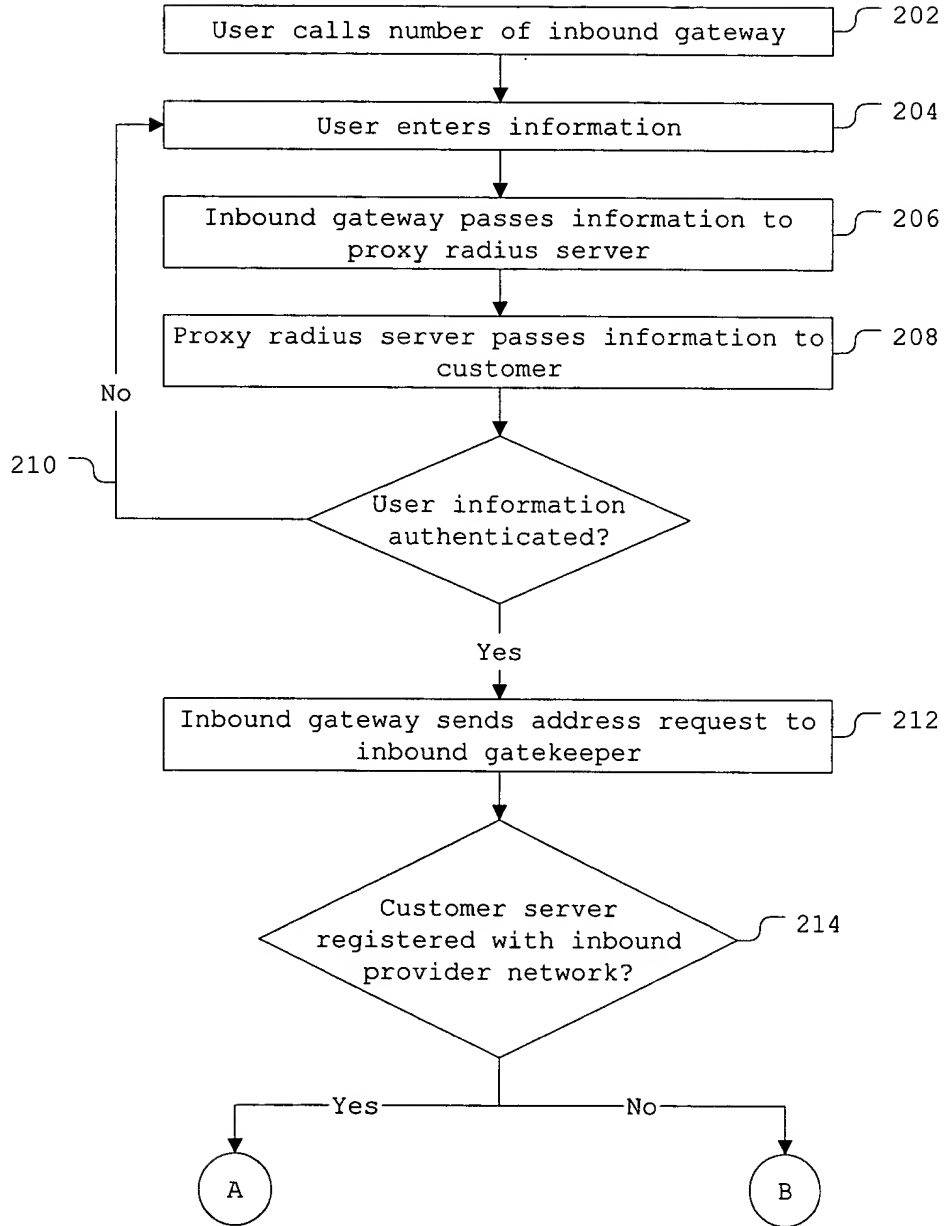 User calls number of inbound gateway
202
User enters information
204
Inbound gateway passes information to
proxy radius server
206
Proxy radius server passes information to
customer
208
No
210
User information
authenticated?
Yes
Inbound gateway sends address request to
inbound gatekeeper
212
Customer server
registered with inbound
provider network?
214
Yes
No
A
B